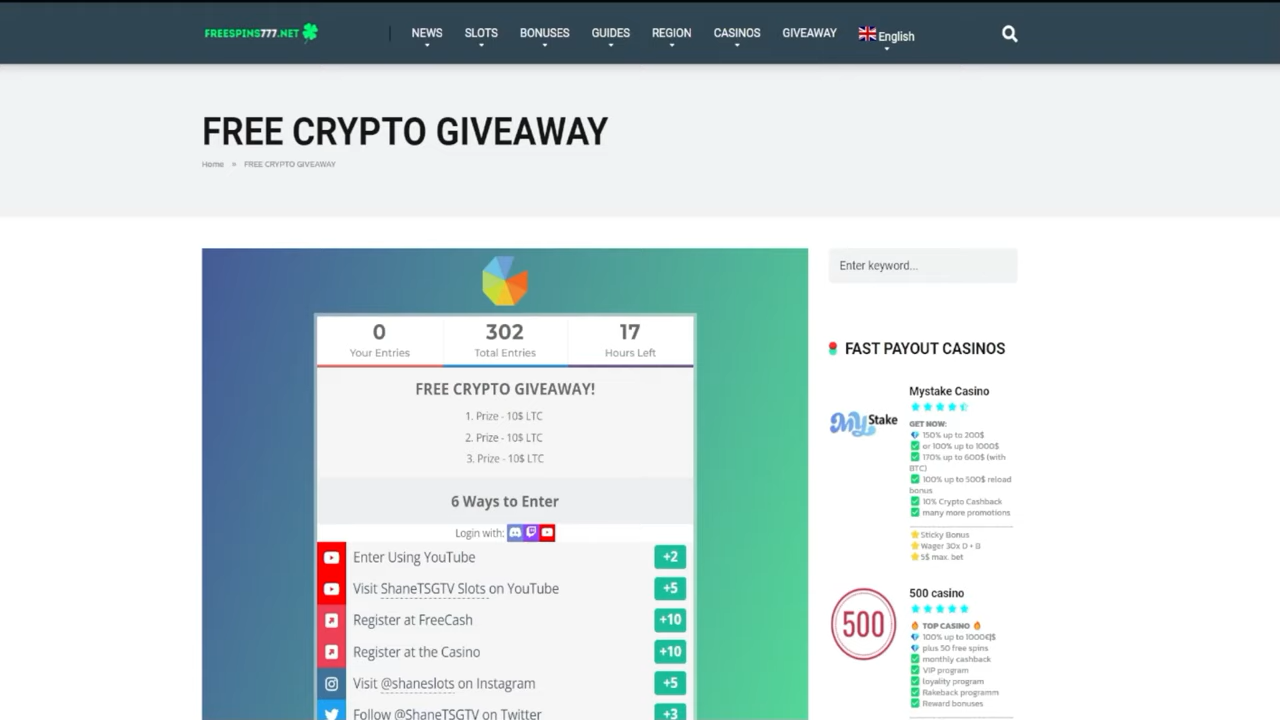 FREESPINS777.NET
NEWS SLOTS BONUSES GUIDES REGION CASINOS GIVEAWAY English
FREE CRYPTO GIVEAWAY
Home » FREE CRYPTO GIVEAWAY
0 302 17
Your Entries Total Entries Hours Left
FREE CRYPTO GIVEAWAY!
1. Prize - 10$ LTC
2. Prize - 10$ LTC
3. Prize - 10$ LTC
6 Ways to Enter
Login with:
Enter Using YouTube +2
Visit ShaneTSGTV Slots on YouTube +5
Register at FreeCash +10
Register at the Casino +10
Visit @shaneslots on Instagram +5
Follow @ShaneTSGTV on Twitter +3
Enter keyword...
FAST PAYOUT CASINOS
MyStake
Mystake Casino
GET NOW:
150% up to 200$
or 100% up to 1000$
170% up to 600$ (with
BTC)
100% up to 500$ reload
bonus
10% Crypto Cashback
many more promotions
Sticky Bonus
Wager 30x D + B
5$ max. bet
500
500 casino
TOP CASINO
100% up to 1000€|$
plus 50 free spins
monthly cashback
VIP program
loyality program
Rakeback programm
Reward bonuses